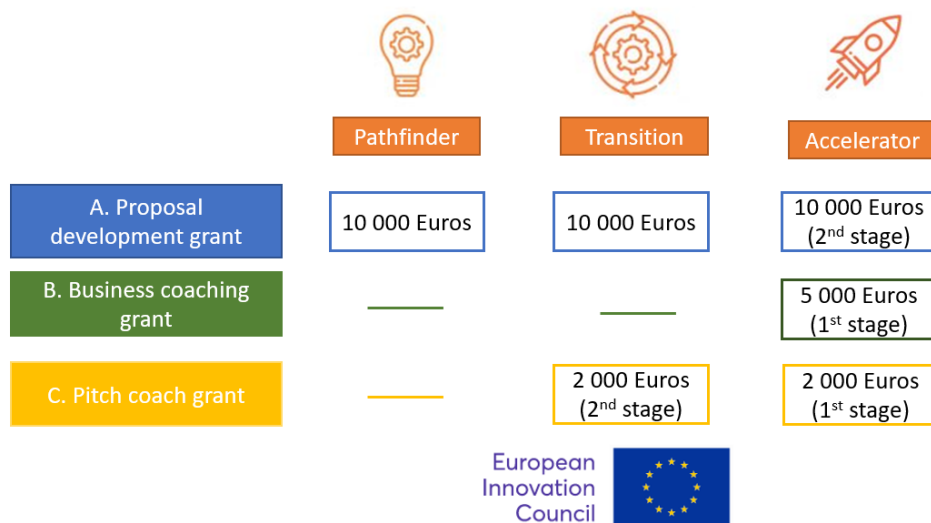 Pathfinder
Transition
Accelerator
A. Proposal
development grant
10 000 Euros
10 000 Euros
10 000 Euros
(2nd stage)
B. Business coaching
grant
5 000 Euros
(1st stage)
C. Pitch coach grant
2 000 Euros
(2nd stage)
2 000 Euros
(1st stage)
European
Innovation
Council